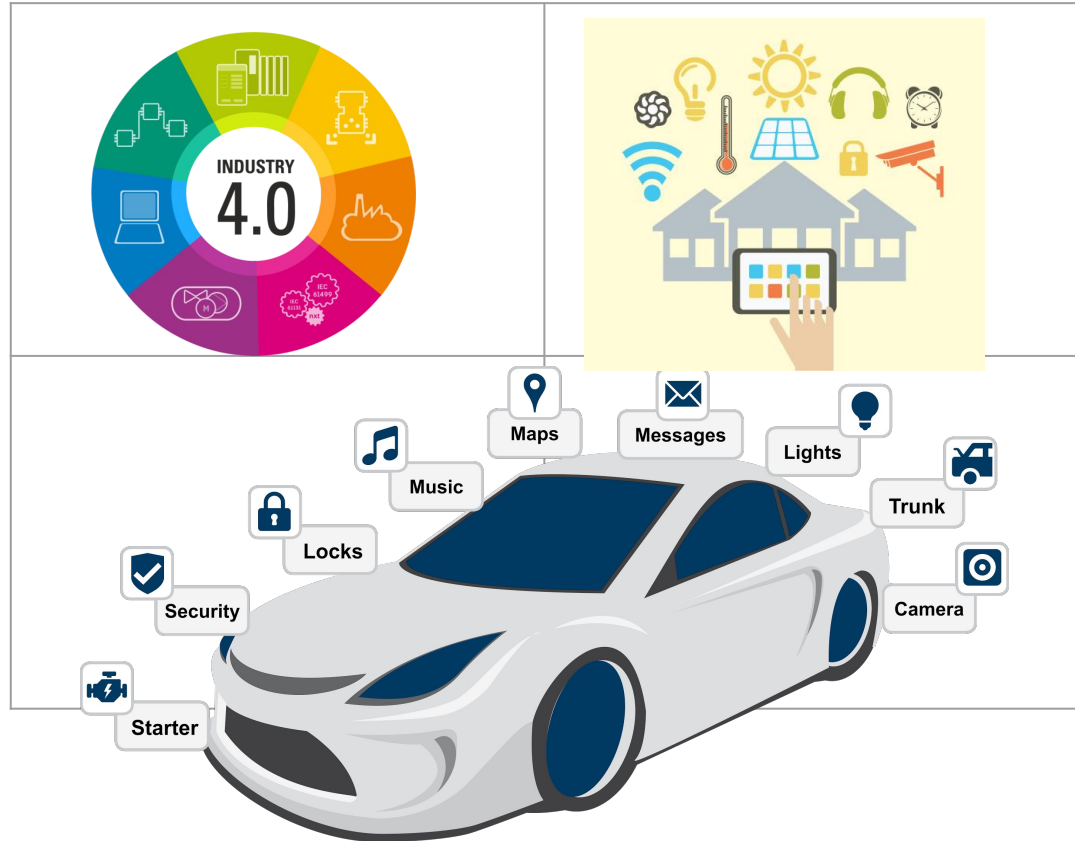 INDUSTRY
4.0
IEC
61499
IEC
61131
nxt
M
Maps
Messages
Lights
Music
Trunk
Locks
Security
Camera
Starter